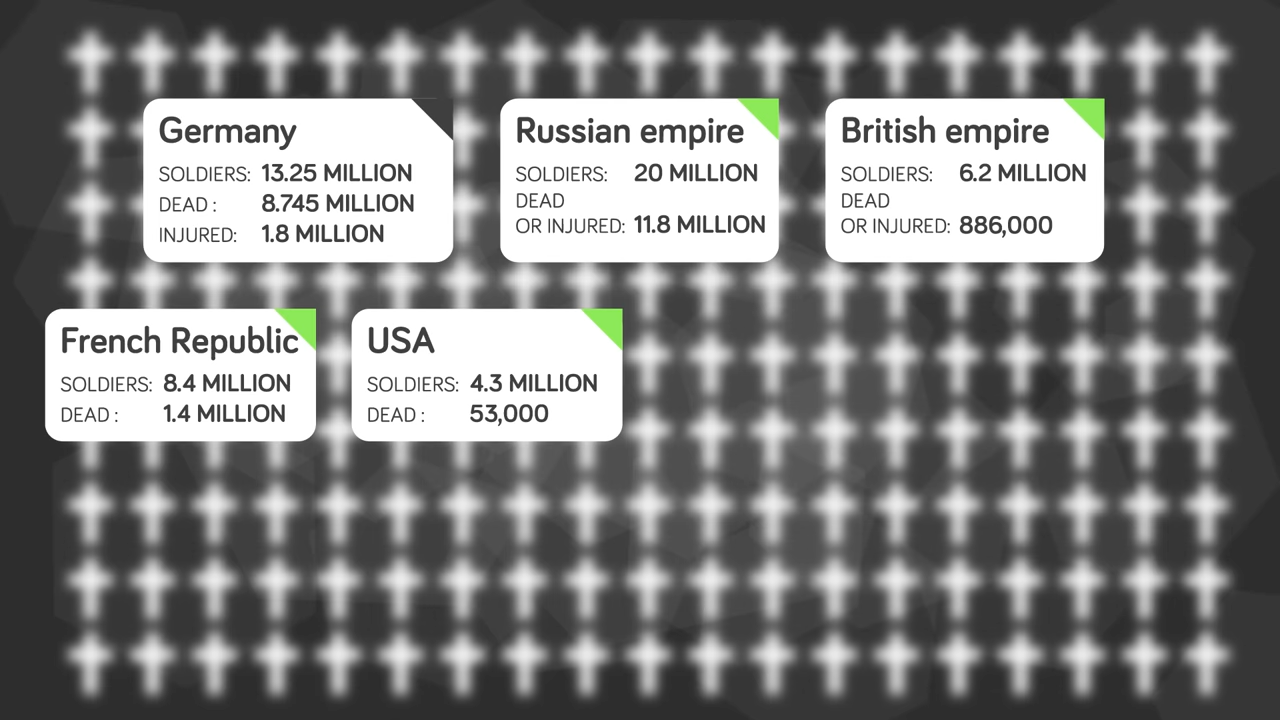 Germany
SOLDIERS: 13.25 MILLION
DEAD : 8.745 MILLION
INJURED: 1.8 MILLION
Russian empire
SOLDIERS: 20 MILLION
DEAD
OR INJURED: 11.8 MILLION
British empire
SOLDIERS: 6.2 MILLION
DEAD
OR INJURED: 886,000
French Republic
SOLDIERS: 8.4 MILLION
DEAD : 1.4 MILLION
USA
SOLDIERS: 4.3 MILLION
DEAD : 53,000